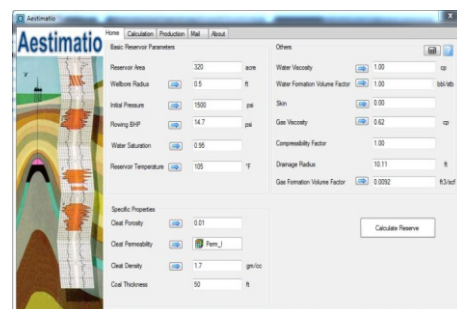 Aestimatio
Aestimatio
Home Calculation Production Mail About
Basic Reservoir Parameters
Reservoir Area 320 acre
Wellbore Radius 0.5 ft
Initial Pressure 1500 psi
Flowing BHP 14.7 psi
Water Saturation 0.95
Reservoir Temperature 105 °F
Specific Properties
Cleat Porosity 0.01
Cleat Permeability Perm_I
Cleat Density 1.7 gm/cc
Coal Thickness 50 ft
Others
Water Viscosity 1.00 cp
Water Formation Volume Factor 1.00 bbl/stb
Skin 0.00
Gas Viscosity 0.62 cp
Compressability Factor 1.00
Drainage Radius 10.11 ft
Gas Formation Volume Factor 0.0092 ft3/scf
Calculate Reserve